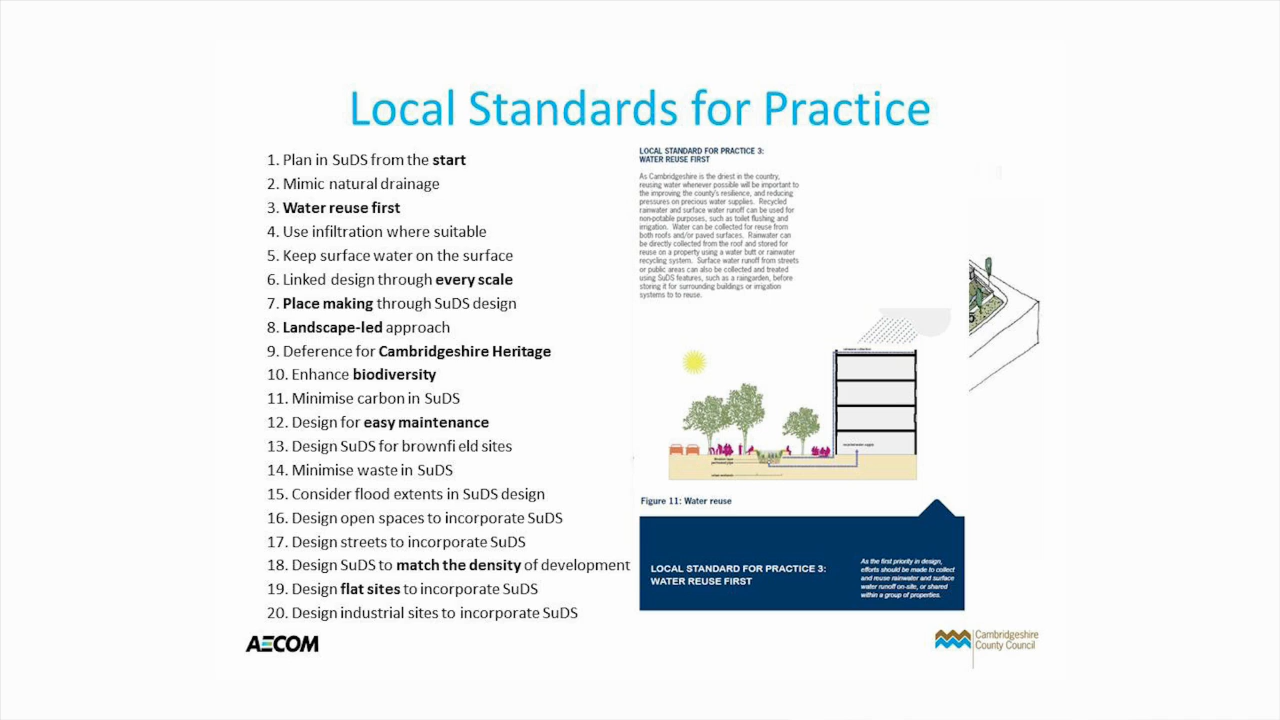 Local Standards for Practice
1. Plan in SuDS from the start
2. Mimic natural drainage
3. Water reuse first
4. Use infiltration where suitable
5. Keep surface water on the surface
6. Linked design through every scale
7. Place making through SuDS design
8. Landscape-led approach
9. Deference for Cambridgeshire Heritage
10. Enhance biodiversity
11. Minimise carbon in SuDS
12. Design for easy maintenance
13. Design SuDS for brownfi eld sites
14. Minimise waste in SuDS
15. Consider flood extents in SuDS design
16. Design open spaces to incorporate SuDS
17. Design streets to incorporate SuDS
18. Design SuDS to match the density of development
19. Design flat sites to incorporate SuDS
20. Design industrial sites to incorporate SuDS
LOCAL STANDARD FOR PRACTICE 3:
WATER REUSE FIRST
As Cambridgeshire is the driest in the country,
reusing water whenever possible will be important to
the improving the county's resilience, and reducing
pressures on precious water supplies. Recycled
rainwater and surface water runoff can be used for
non-potable purposes, such as toilet flushing and
irrigation. Water can be collected for reuse from
both roofs and/or paved surfaces. Rainwater can
be directly collected from the roof and stored for
reuse on a property using a water butt or rainwater
recycling system. Surface water runoff from streets
or public areas can also be collected and treated
using SuDS features, such as a raingarden, before
storing it for surrounding buildings or irrigation
systems to to reuse.
Figure 11: Water reuse
LOCAL STANDARD FOR PRACTICE 3:
WATER REUSE FIRST
As the first priority in design,
efforts should be made to collect
and reuse rainwater and surface
water runoff on-site, or shared
within a group of properties.
AECOM
Cambridgeshire
County Council